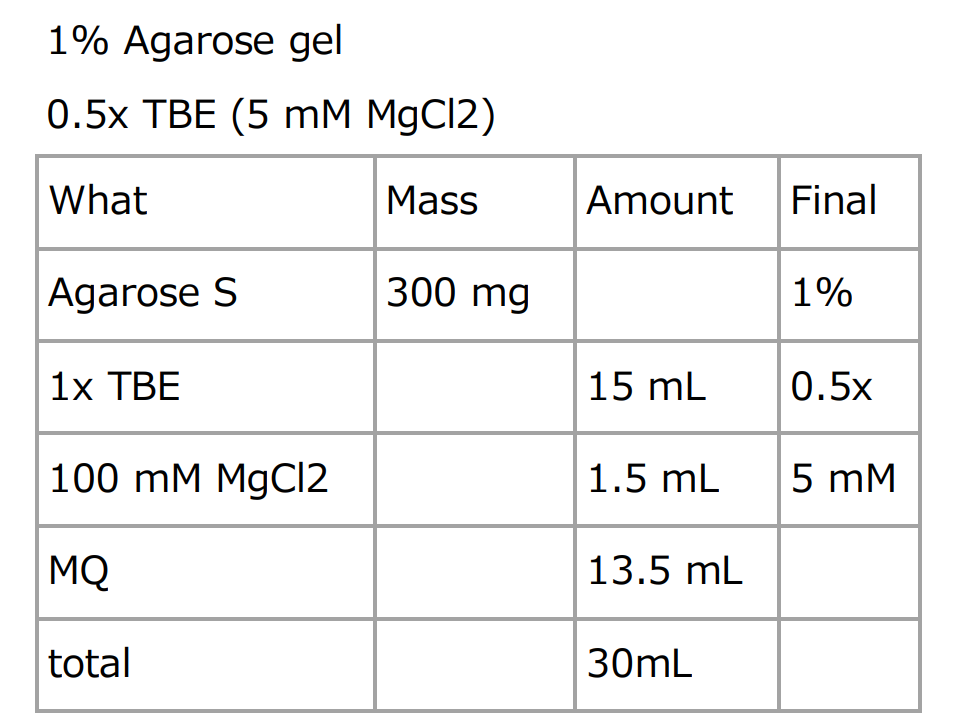 1% Agarose gel
0.5x TBE (5 mM MgCl2)
What Mass Amount Final
Agarose S 300 mg 1%
1x TBE 15 mL 0.5x
100 mM MgCl2 1.5 mL 5 mM
MQ 13.5 mL
total 30mL